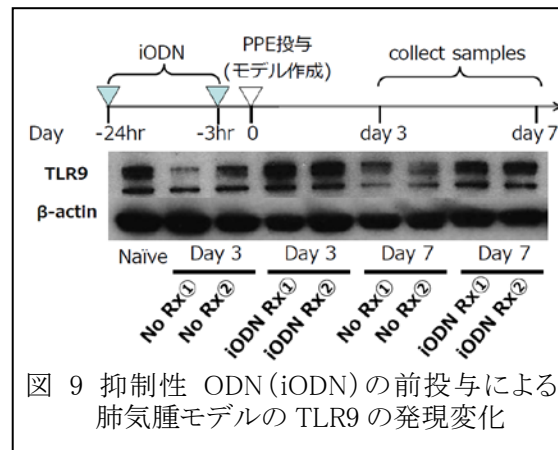 iODN
PPE投与
(モデル作成)
collect samples
Day -24hr -3hr 0 day 3 day 7
TLR9
β-actin
Naïve Day 3 Day 3 Day 7 Day 7
No Rx① No Rx② iODN Rx① iODN Rx② No Rx① No Rx② iODN Rx① iODN Rx②
図 9 抑制性 ODN(iODN)の前投与による
肺気腫モデルの TLR9 の発現変化